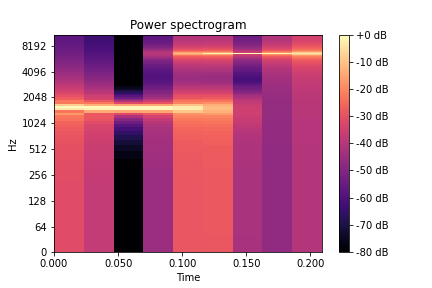 Power spectrogram
8192
4096
2048
1024
512
256
128
64
0
Hz
0.000 0.050 0.100 0.150 0.200
Time
+0 dB
-10 dB
-20 dB
-30 dB
-40 dB
-50 dB
-60 dB
-70 dB
-80 dB